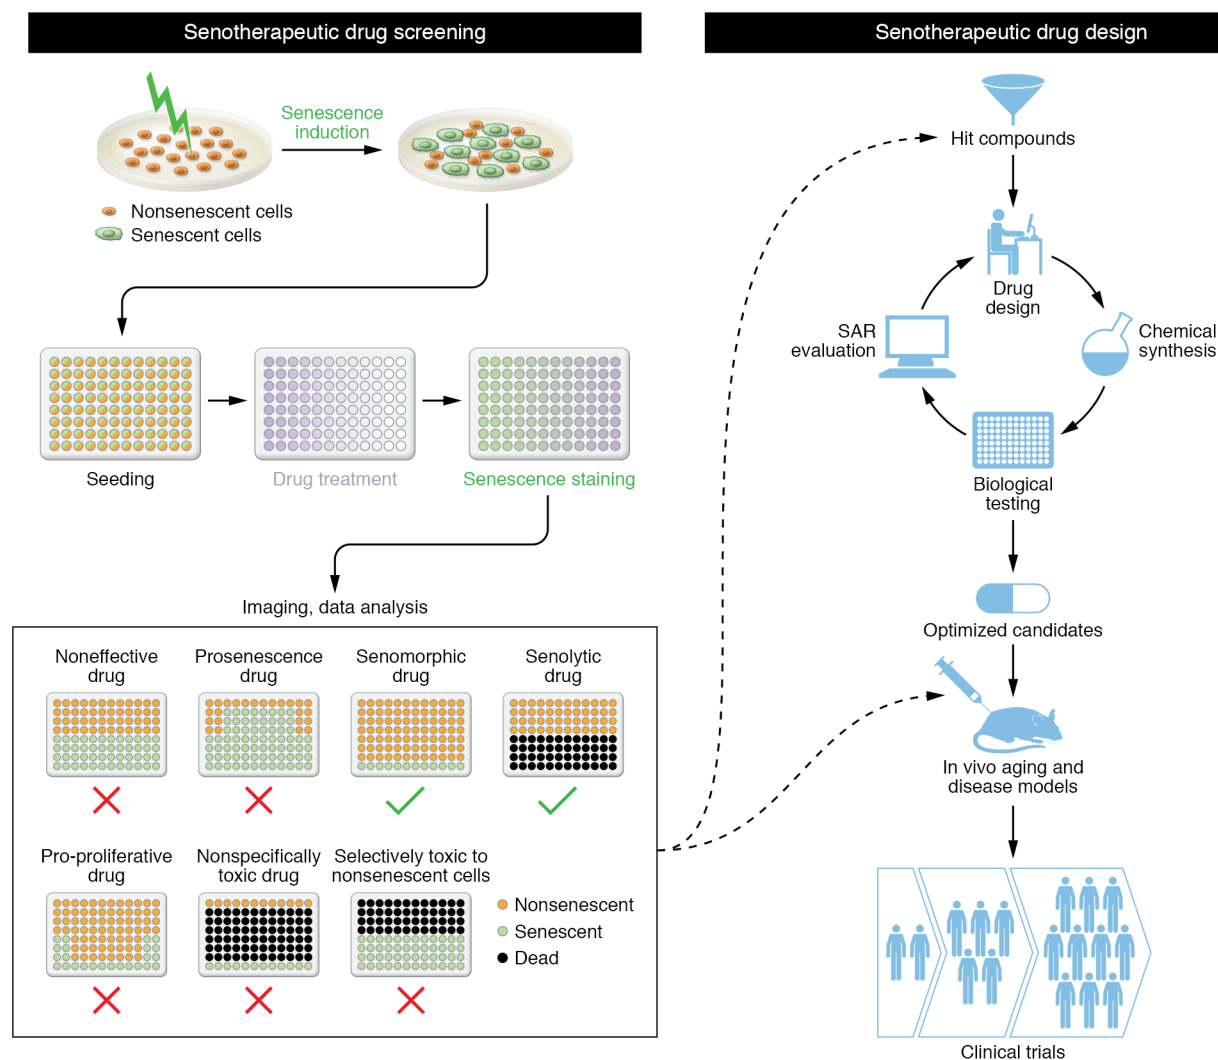 Senotherapeutic drug screening
Senescence
induction
Nonsenescent cells
Senescent cells
Seeding
Drug treatment
Senescence staining
Imaging, data analysis
Noneffective
drug
Prosenescence
drug
Senomorphic
drug
Senolytic
drug
Pro-proliferative
drug
Nonspecifically
toxic drug
Selectively toxic to
nonsenescent cells
Nonsenescent
Senescent
Dead
Senotherapeutic drug design
Hit compounds
Drug
design
SAR
evaluation
Chemical
synthesis
Biological
testing
Optimized candidates
In vivo aging and
disease models
Clinical trials